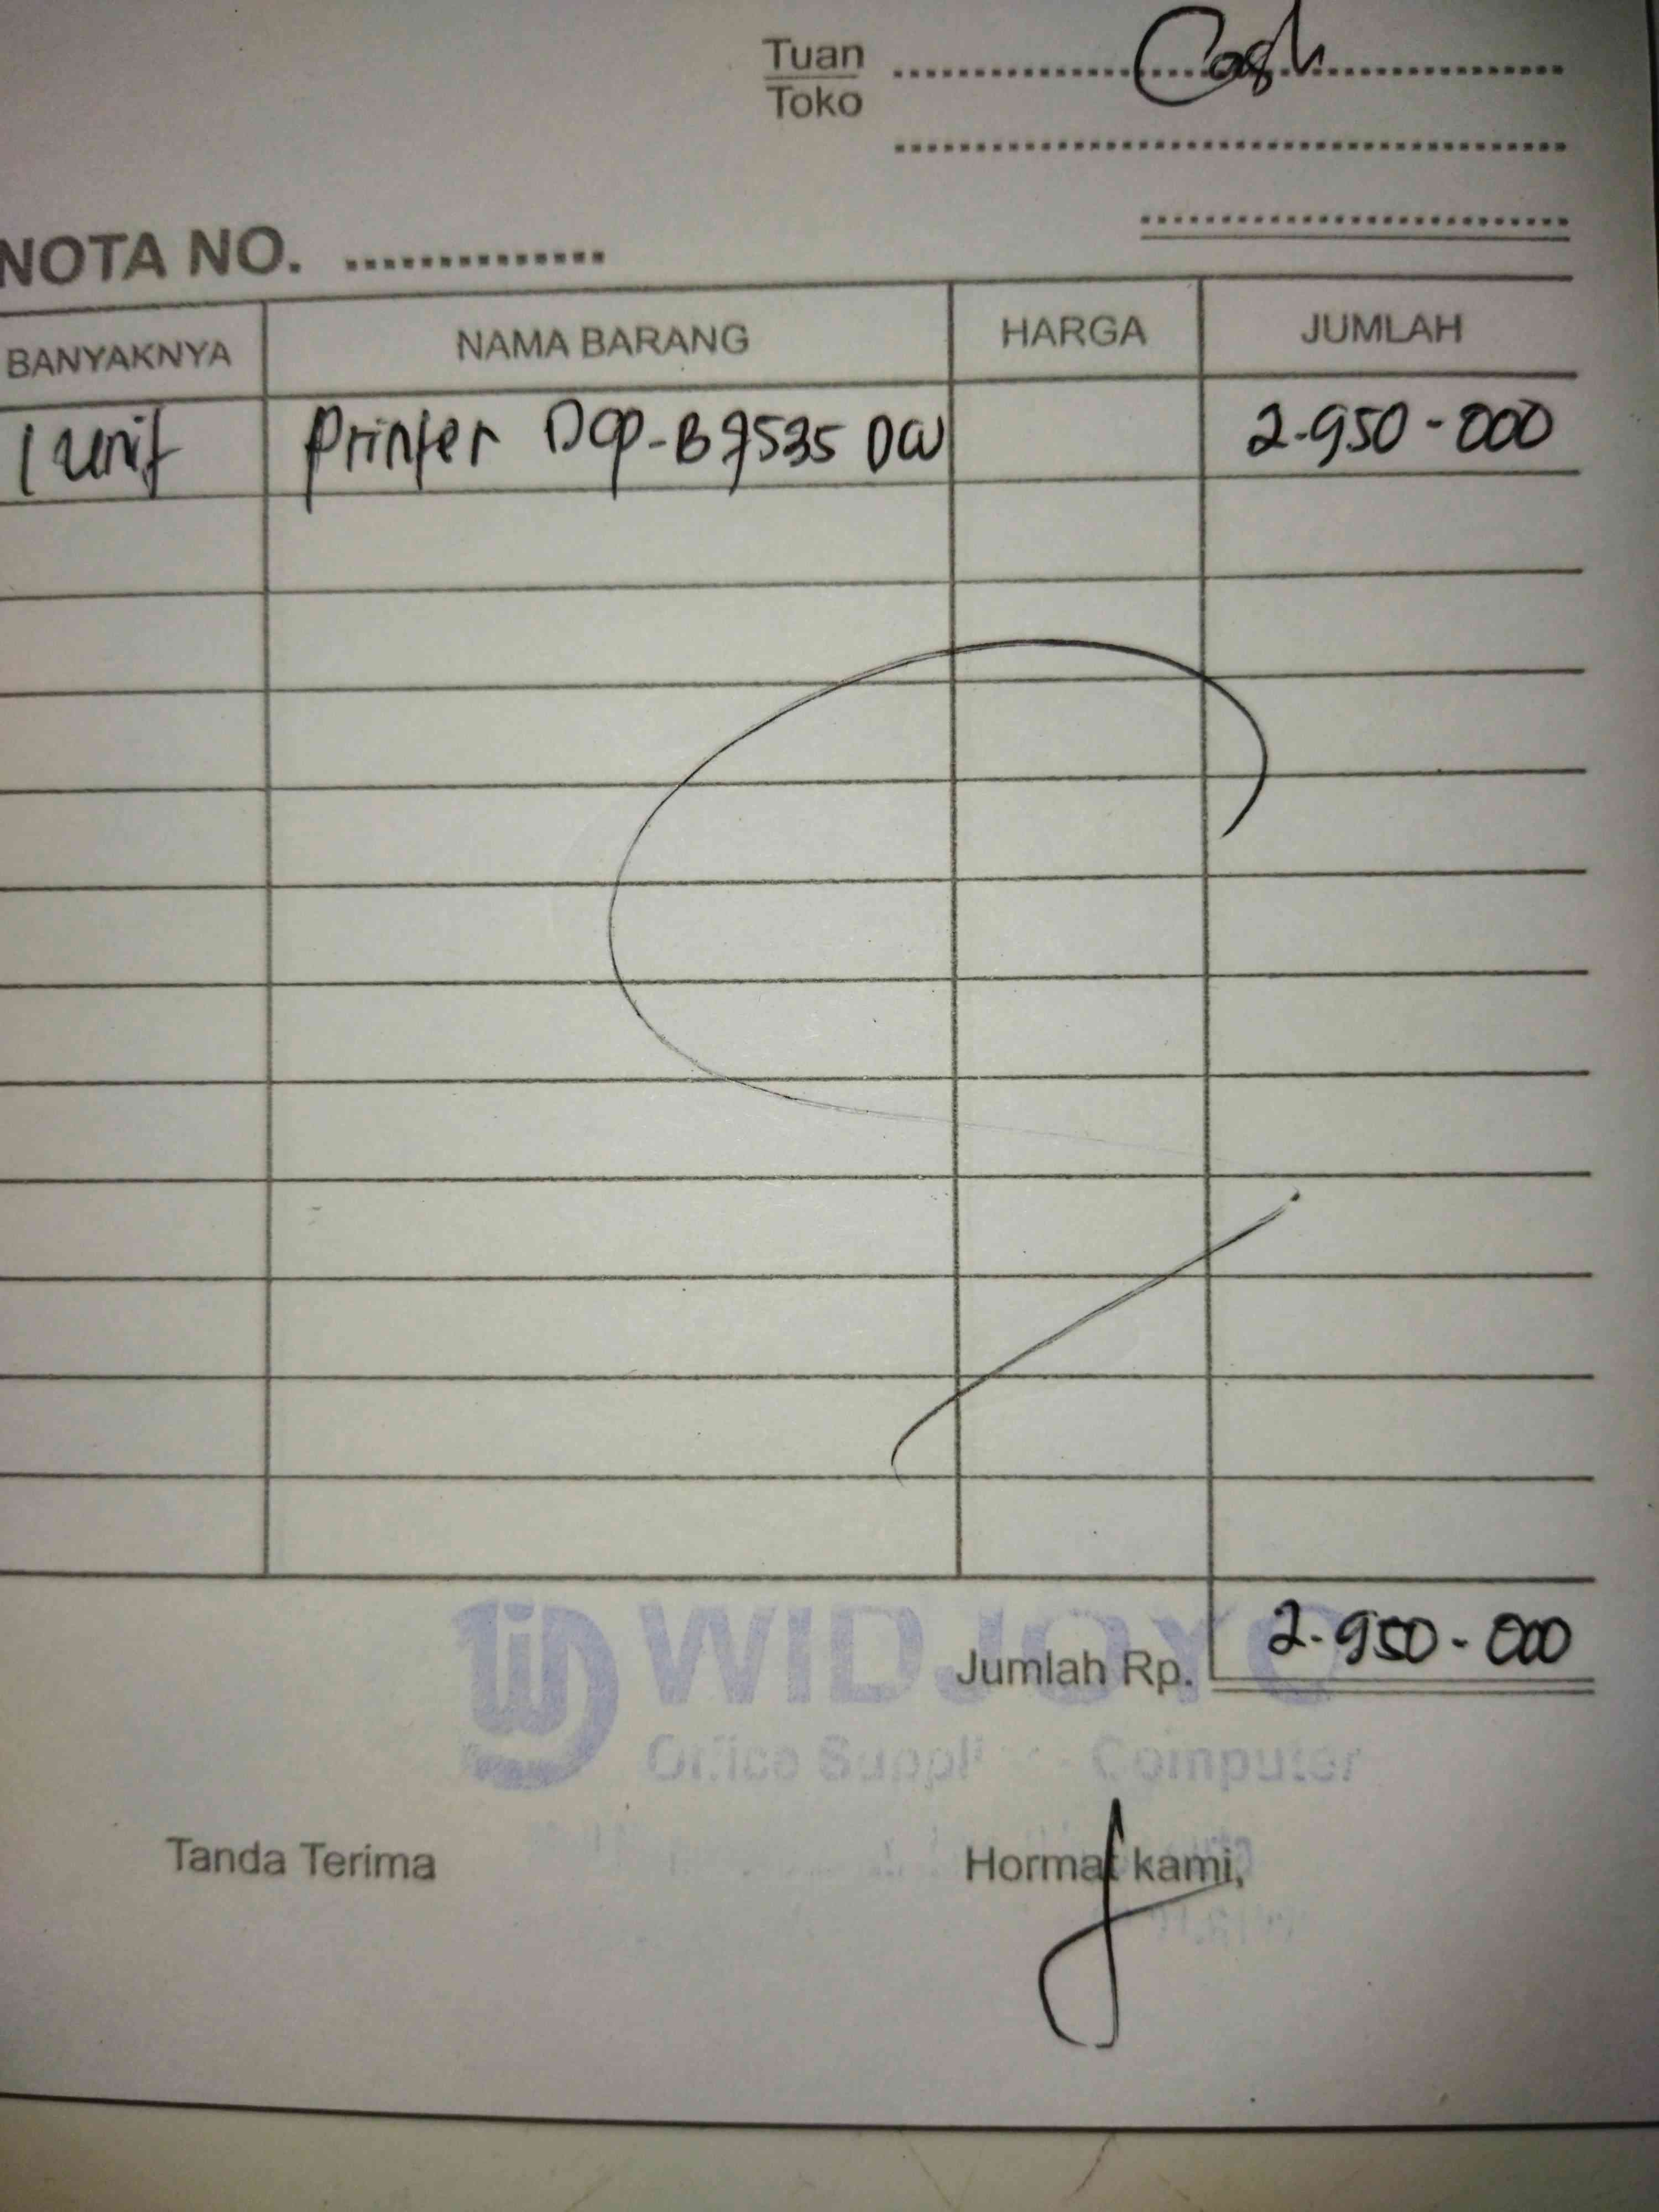 Tuan
Toko
Cash
NOTA NO. ..............
BANYAKNYA NAMA BARANG HARGA JUMLAH
1 Unit Printer DCP-B7535 DW 2.950-000
Jumlah Rp. 2.950-000
WIDJOYO
Office Suppl - Computer
Tanda Terima Hormat kami,